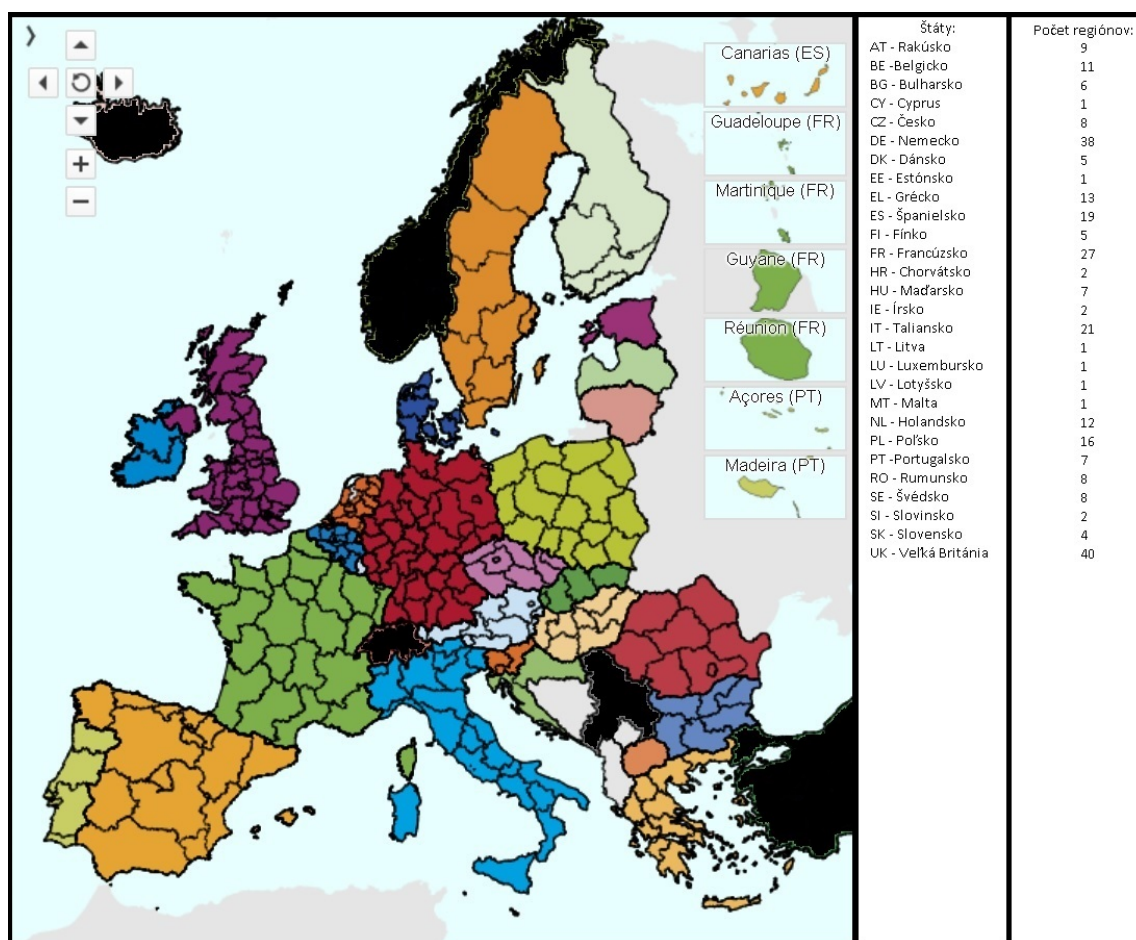 Canarias (ES)
Guadeloupe (FR)
Martinique (FR)
Guyane (FR)
Réunion (FR)
Açores (PT)
Madeira (PT)
Štáty: Počet regiónov:
AT - Rakúsko 9
BE -Belgicko 11
BG - Bulharsko 6
CY - Cyprus 1
CZ - Česko 8
DE - Nemecko 38
DK - Dánsko 5
EE - Estónsko 1
EL - Grécko 13
ES - Španielsko 19
FI - Fínko 5
FR - Francúzsko 27
HR - Chorvátsko 2
HU - Maďarsko 7
IE - Írsko 2
IT - Taliansko 21
LT - Litva 1
LU - Luxembursko 1
LV - Lotyšsko 1
MT - Malta 1
NL - Holandsko 12
PL - Poľsko 16
PT -Portugalsko 7
RO - Rumunsko 8
SE - Švédsko 8
SI - Slovinsko 2
SK - Slovensko 4
UK - Veľká Británia 40